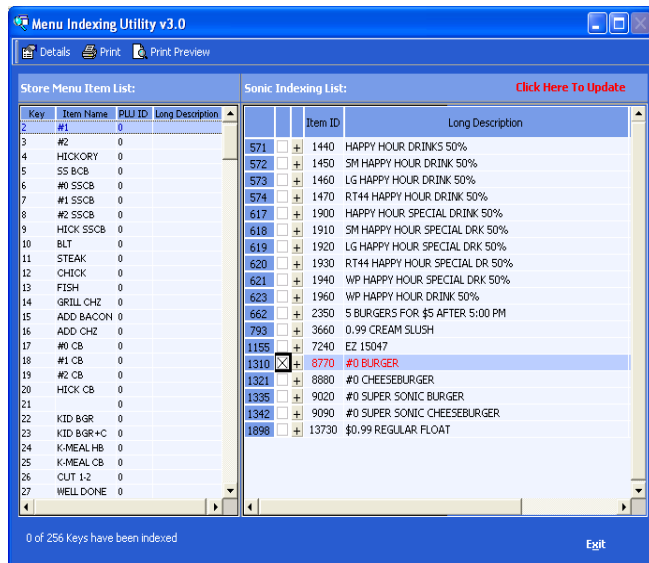 Menu Indexing Utility v3.0
Details Print Print Preview
Store Menu Item List:
Key Item Name PLU ID Long Description
2 #1 0
3 #2 0
4 HICKORY 0
5 SS BCB 0
6 #0 SSCB 0
7 #1 SSCB 0
8 #2 SSCB 0
9 HICK SSCB 0
10 BLT 0
11 STEAK 0
12 CHICK 0
13 FISH 0
14 GRILL CHZ 0
15 ADD BACON 0
16 ADD CHZ 0
17 #0 CB 0
18 #1 CB 0
19 #2 CB 0
20 HICK CB 0
21 0
22 KID BGR 0
23 KID BGR+C 0
24 K-MEAL HB 0
25 K-MEAL CB 0
26 CUT 1-2 0
27 WELL DONE 0
Sonic Indexing List: Click Here To Update
Item ID Long Description
571 + 1440 HAPPY HOUR DRINKS 50%
572 + 1450 SM HAPPY HOUR DRINK 50%
573 + 1460 LG HAPPY HOUR DRINK 50%
574 + 1470 RT44 HAPPY HOUR DRINK 50%
617 + 1900 HAPPY HOUR SPECIAL DRINK 50%
618 + 1910 SM HAPPY HOUR SPECIAL DRK 50%
619 + 1920 LG HAPPY HOUR SPECIAL DRK 50%
620 + 1930 RT44 HAPPY HOUR SPECIAL DR 50%
621 + 1940 WP HAPPY HOUR SPECIAL DRK 50%
623 + 1960 WP HAPPY HOUR DRINK 50%
662 + 2350 5 BURGERS FOR $5 AFTER 5:00 PM
793 + 3660 0.99 CREAM SLUSH
1155 + 7240 EZ 15047
1310 + 8770 #0 BURGER
1321 + 8880 #0 CHEESEBURGER
1335 + 9020 #0 SUPER SONIC BURGER
1342 + 9090 #0 SUPER SONIC CHEESEBURGER
1898 + 13730 $0.99 REGULAR FLOAT
0 of 256 Keys have been indexed
Exit